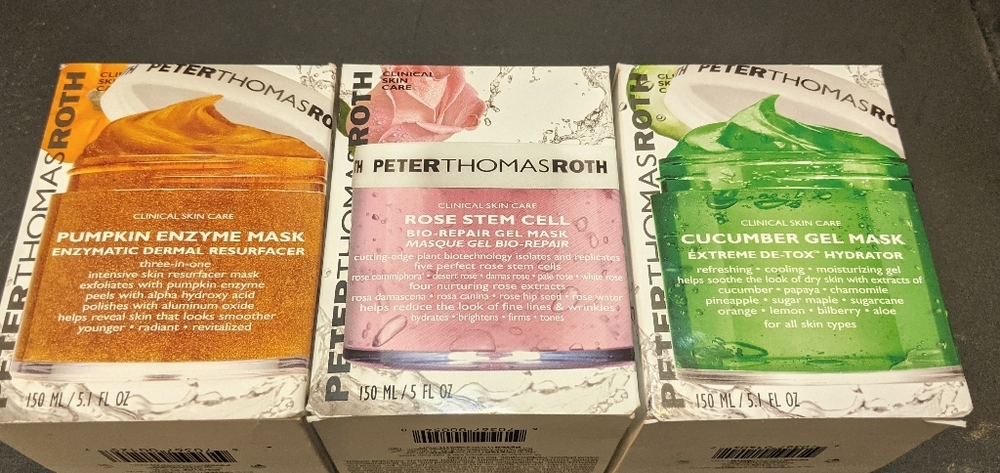 PETERTHOMASROTH
CLINICAL
SKIN
CARE
PETERTHOMASRO
CLINICAL SKIN CARE
PUMPKIN ENZYME MASK
ENZYMATIC DERMAL RESURFACER
three-in-one
intensive skin resurfacer mask
exfoliates with pumpkin enzyme
peels with alpha hydroxy acid
polishes with aluminum oxide
helps reveal skin that looks smoother
younger • radiant • revitalized
150 ML / 5.1 FL OZ
PETERTHOMASROTH
CLINICAL
SKIN
CARE
TH PETERTHOMASROTH
CLINICAL SKIN CARE
ROSE STEM CELL
BIO-REPAIR GEL MASK
MASQUE GEL BIO-REPAIR
cutting-edge plant biotechnology isolates and replicates
five perfect rose stem cells
rose commiphora • desert rose • damas rose • pale rose • white rose
four nurturing rose extracts
rosa damascena • rosa canina • rose hip seed • rose water
helps reduce the look of fine lines & wrinkles
hydrates • brightens • firms • tones
150 ML / 5 FL OZ
PETERTHOMASROTH
TH PETERTHOMASRO
CLINICAL SKIN CARE
CUCUMBER GEL MASK
EXTREME DE-TOX™ HYDRATOR
refreshing • cooling • moisturizing gel
helps soothe the look of dry skin with extracts of
cucumber • papaya • chamomile
pineapple • sugar maple • sugarcane
orange • lemon • bilberry • aloe
for all skin types
150 ML / 5.1 FL OZ